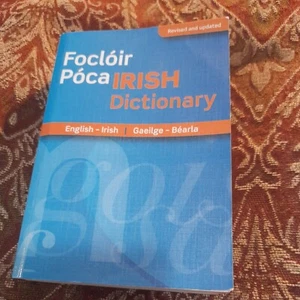 Revised and updated
Foclóir
Póca IRISH
Dictionary
English - Irish | Gaeilge - Béarla